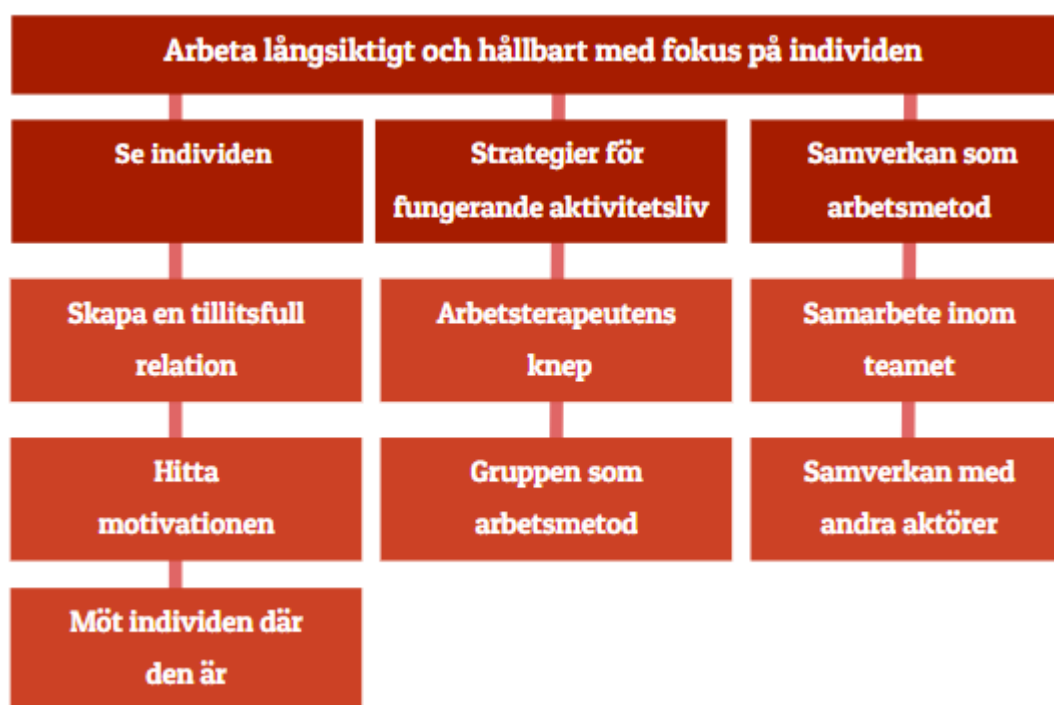 Arbeta långsiktigt och hållbart med fokus på individen
Se individen
Strategier för
fungerande aktivitetsliv
Samverkan som
arbetsmetod
Skapa en tillitsfull
relation
Arbetsterapeutens
knep
Samarbete inom
teamet
Hitta
motivationen
Gruppen som
arbetsmetod
Samverkan med
andra aktörer
Möt individen där
den är